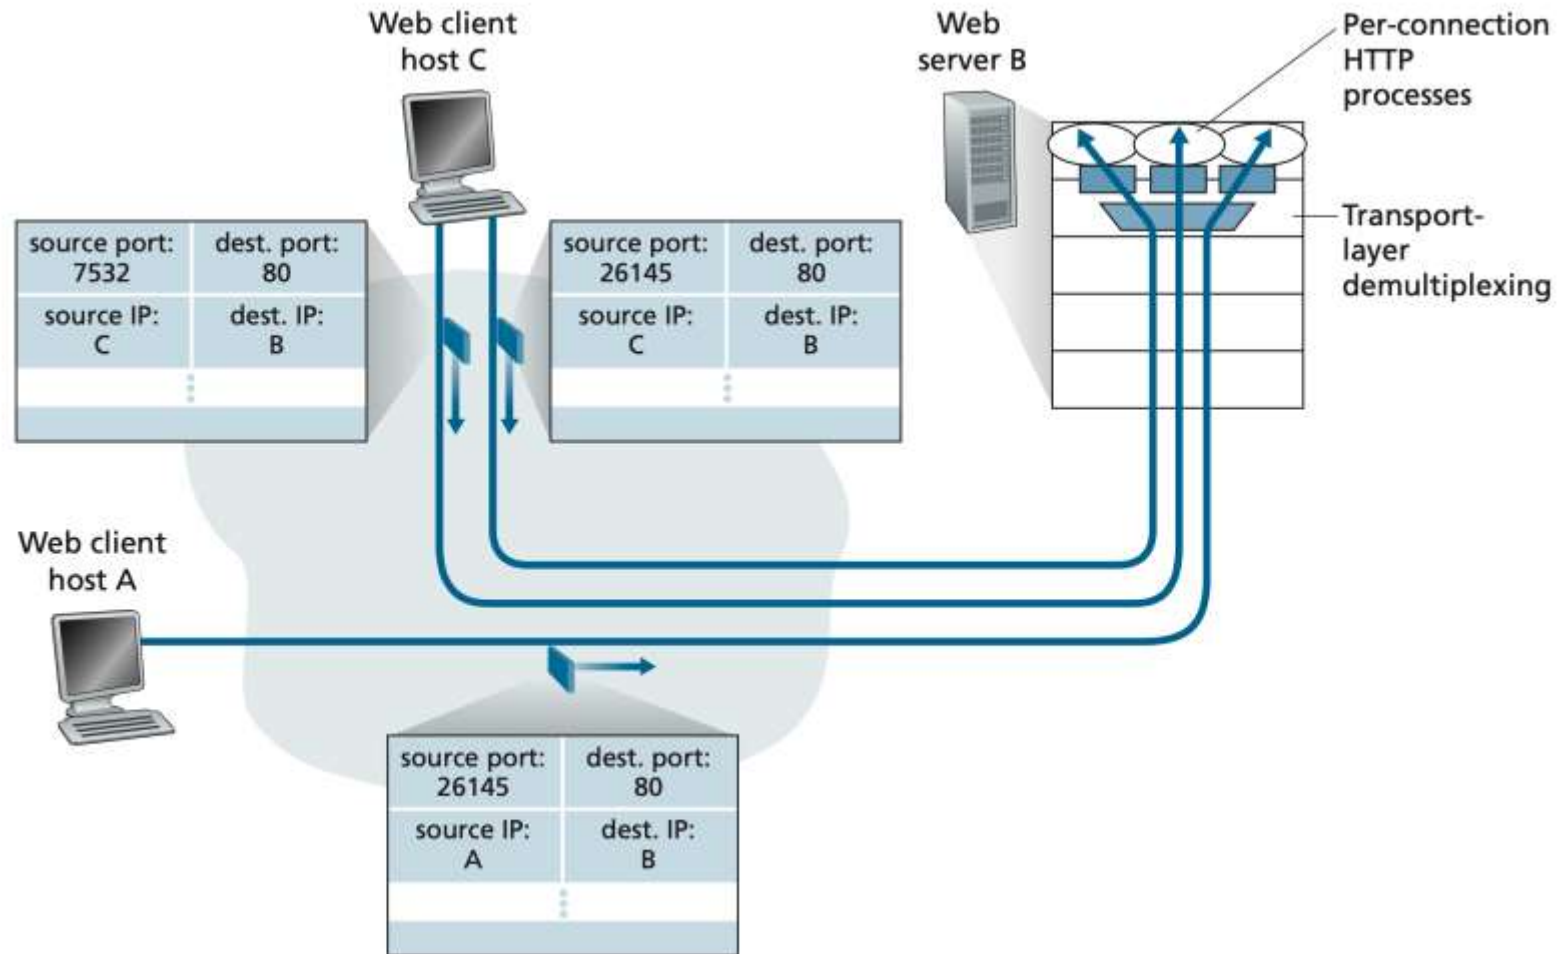 Web client
host C
Web
server B
Per-connection
HTTP
processes
Transport-
layer
demultiplexing
source port:
7532
dest. port:
80
source IP:
C
dest. IP:
B
source port:
26145
dest. port:
80
source IP:
C
dest. IP:
B
Web client
host A
source port:
26145
dest. port:
80
source IP:
A
dest. IP:
B